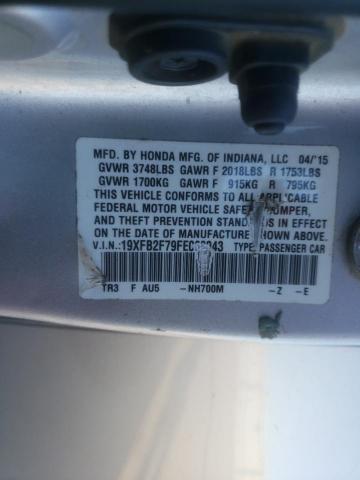 MFD. BY HONDA MFG. OF INDIANA, LLC 04/15
GVWR 3748LBS GAWR F 2018LBS R 1753LBS
GVWR 1700KG GAWR F 915KG R 795KG
THIS VEHICLE CONFORMS TO ALL APPLICABLE
FEDERAL MOTOR VEHICLE SAFETY, BUMPER,
AND THEFT PREVENTION STANDARDS IN
EFFECT ON THE DATE OF MANUFACTURE
SHOWN ABOVE.
V.I.N.: TYPE: PASSENGER CAR
TR3 F AU5 -NH700M -Z -E